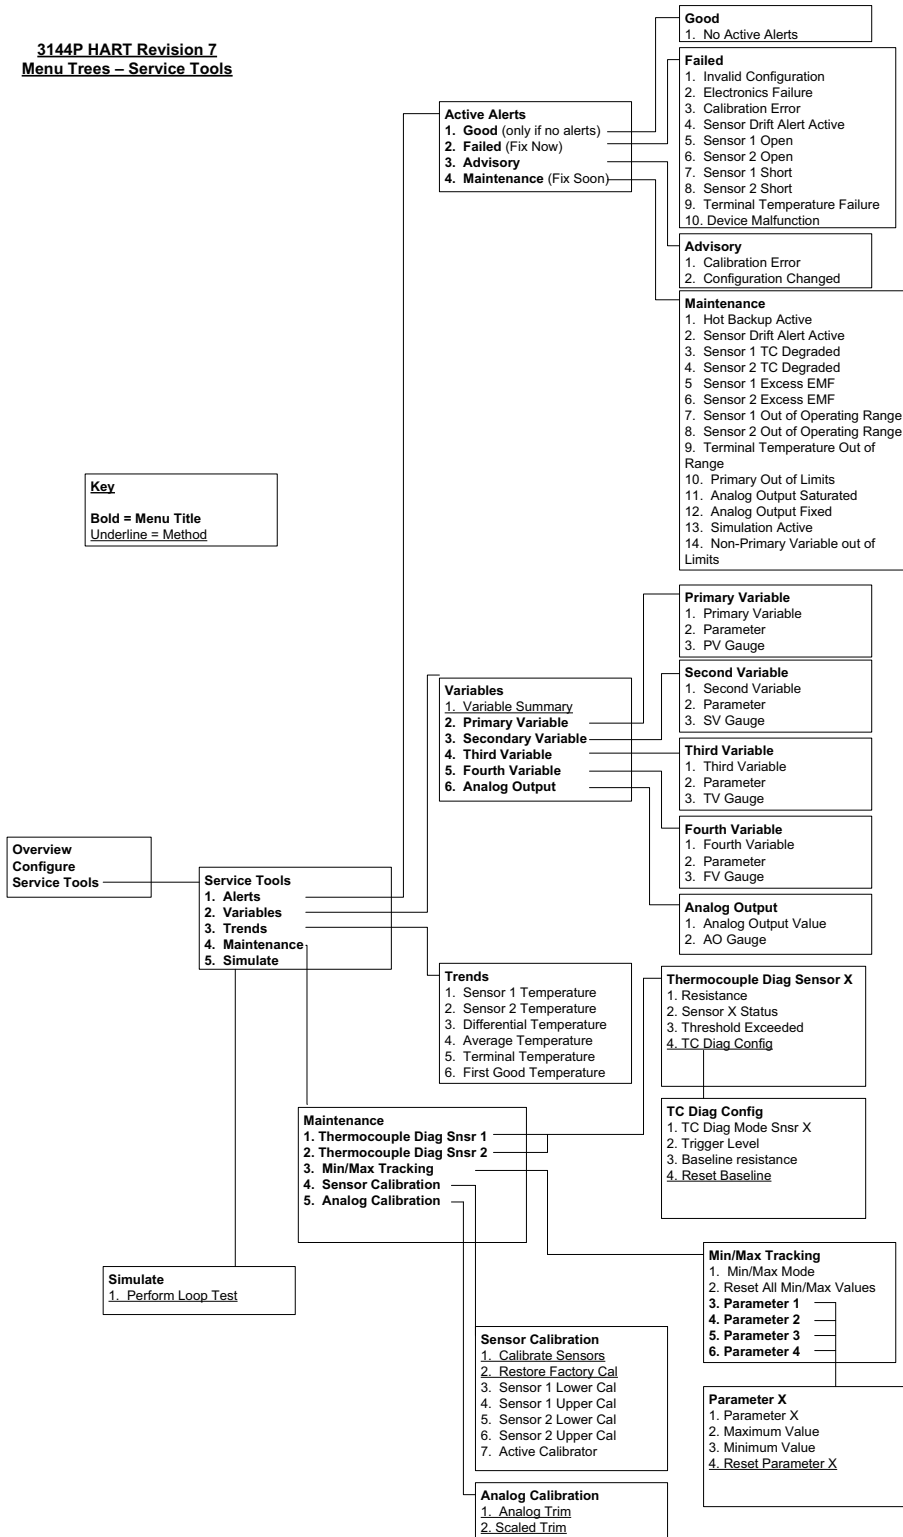 3144P HART Revision 7
Menu Trees – Service Tools
Good
1. No Active Alerts
Failed
1. Invalid Configuration
2. Electronics Failure
3. Calibration Error
4. Sensor Drift Alert Active
5. Sensor 1 Open
6. Sensor 2 Open
7. Sensor 1 Short
8. Sensor 2 Short
9. Terminal Temperature Failure
10. Device Malfunction
Active Alerts
1. Good (only if no alerts)
2. Failed (Fix Now)
3. Advisory
4. Maintenance (Fix Soon)
Advisory
1. Calibration Error
2. Configuration Changed
Maintenance
1. Hot Backup Active
2. Sensor Drift Alert Active
3. Sensor 1 TC Degraded
4. Sensor 2 TC Degraded
5 Sensor 1 Excess EMF
6. Sensor 2 Excess EMF
7. Sensor 1 Out of Operating Range
8. Sensor 2 Out of Operating Range
9. Terminal Temperature Out of
Range
10. Primary Out of Limits
11. Analog Output Saturated
12. Analog Output Fixed
13. Simulation Active
14. Non-Primary Variable out of
Limits
Key
Bold = Menu Title
Underline = Method
Primary Variable
1. Primary Variable
2. Parameter
3. PV Gauge
Second Variable
1. Second Variable
2. Parameter
3. SV Gauge
Variables
1. Variable Summary
2. Primary Variable
3. Secondary Variable
4. Third Variable
5. Fourth Variable
6. Analog Output
Third Variable
1. Third Variable
2. Parameter
3. TV Gauge
Fourth Variable
1. Fourth Variable
2. Parameter
3. FV Gauge
Overview
Configure
Service Tools
Service Tools
1. Alerts
2. Variables
3. Trends
4. Maintenance
5. Simulate
Analog Output
1. Analog Output Value
2. AO Gauge
Trends
1. Sensor 1 Temperature
2. Sensor 2 Temperature
3. Differential Temperature
4. Average Temperature
5. Terminal Temperature
6. First Good Temperature
Thermocouple Diag Sensor X
1. Resistance
2. Sensor X Status
3. Threshold Exceeded
4. TC Diag Config
Maintenance
1. Thermocouple Diag Snsr 1
2. Thermocouple Diag Snsr 2
3. Min/Max Tracking
4. Sensor Calibration
5. Analog Calibration
TC Diag Config
1. TC Diag Mode Snsr X
2. Trigger Level
3. Baseline resistance
4. Reset Baseline
Simulate
1. Perform Loop Test
Min/Max Tracking
1. Min/Max Mode
2. Reset All Min/Max Values
3. Parameter 1
4. Parameter 2
5. Parameter 3
6. Parameter 4
Sensor Calibration
1. Calibrate Sensors
2. Restore Factory Cal
3. Sensor 1 Lower Cal
4. Sensor 1 Upper Cal
5. Sensor 2 Lower Cal
6. Sensor 2 Upper Cal
7. Active Calibrator
Parameter X
1. Parameter X
2. Maximum Value
3. Minimum Value
4. Reset Parameter X
Analog Calibration
1. Analog Trim
2. Scaled Trim